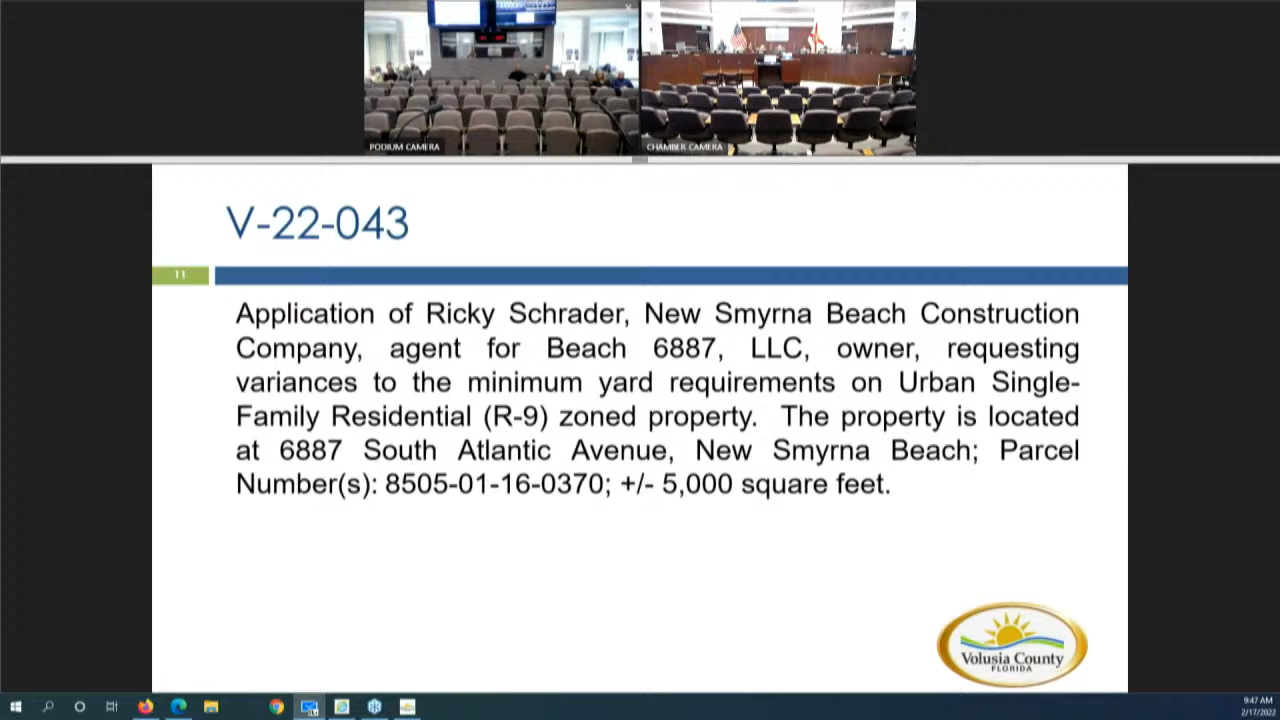 PODIUM CAMERA
CHAMBER CAMERA
V-22-043
11
Application of Ricky Schrader, New Smyrna Beach Construction
Company, agent for Beach 6887, LLC, owner, requesting
variances to the minimum yard requirements on Urban Single-
Family Residential (R-9) zoned property. The property is located
at 6887 South Atlantic Avenue, New Smyrna Beach; Parcel
Number(s): 8505-01-16-0370; +/- 5,000 square feet.
Volusia County
FLORIDA
9:47 AM
2/17/2022